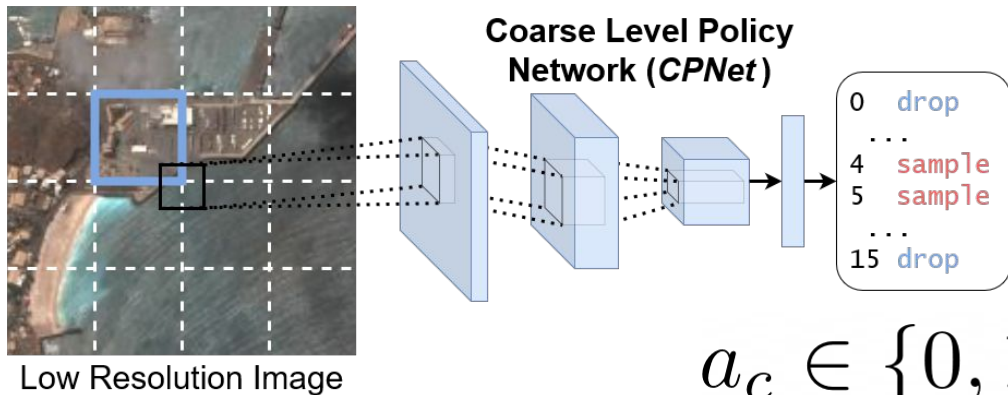 Coarse Level Policy
Network (CPNet)
0 drop
...
4 sample
5 sample
...
15 drop
Low Resolution Image
a_c ∈ {0,